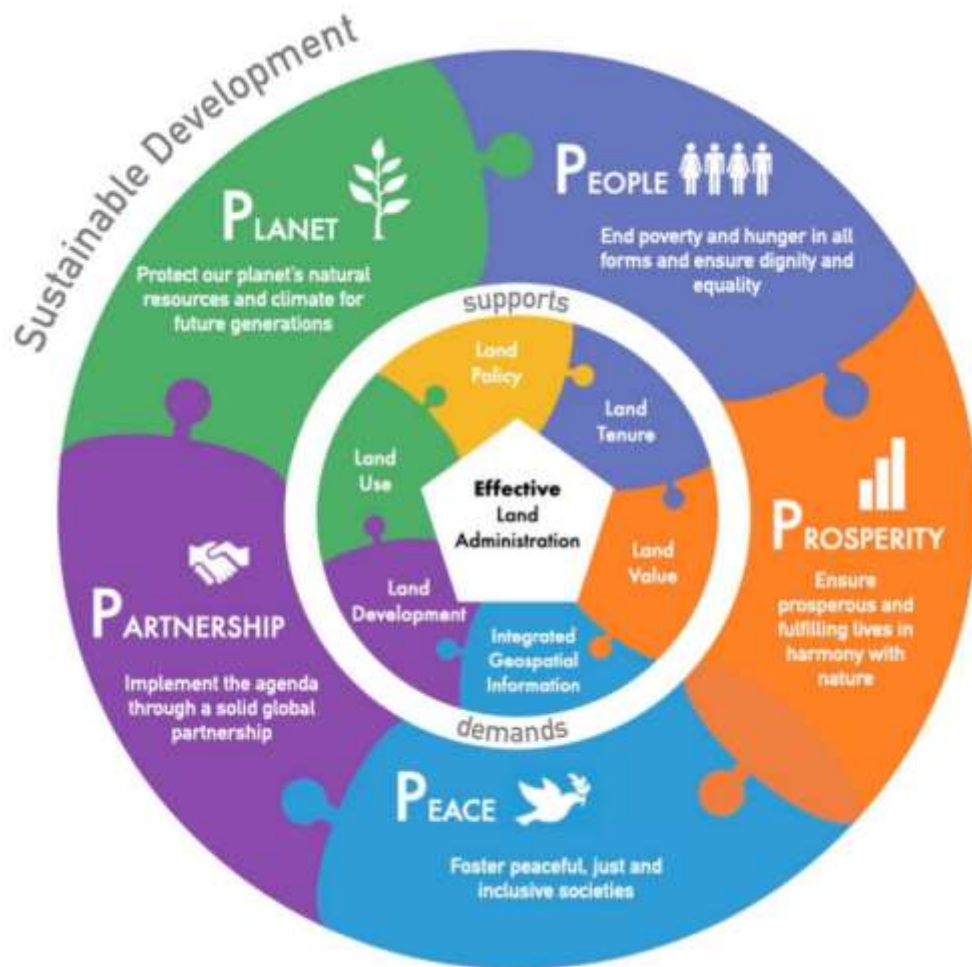 Sustainable Development
PLANET
Protect our planet's natural
resources and climate for
future generations
PEOPLE
End poverty and hunger in all
forms and ensure dignity and
equality
PROSPERITY
Ensure
prosperous and
fulfilling lives in
harmony with
nature
PEACE
Foster peaceful, just and
inclusive societies
PARTNERSHIP
Implement the agenda
through a solid global
partnership
supports
Land
Policy
Land
Tenure
Land
Value
Integrated
Geospatial
Information
Land
Development
Land
Use
Effective
Land
Administration
demands